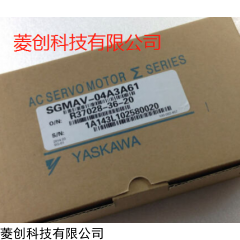 菱创科技有限公司
AC SERVO MOTOR Σ SERIES
SGMAV-04A3A61
O/N. R37028-36-20
S/N. 1A143L102580020
YASKAWA
菱创科技有限公司